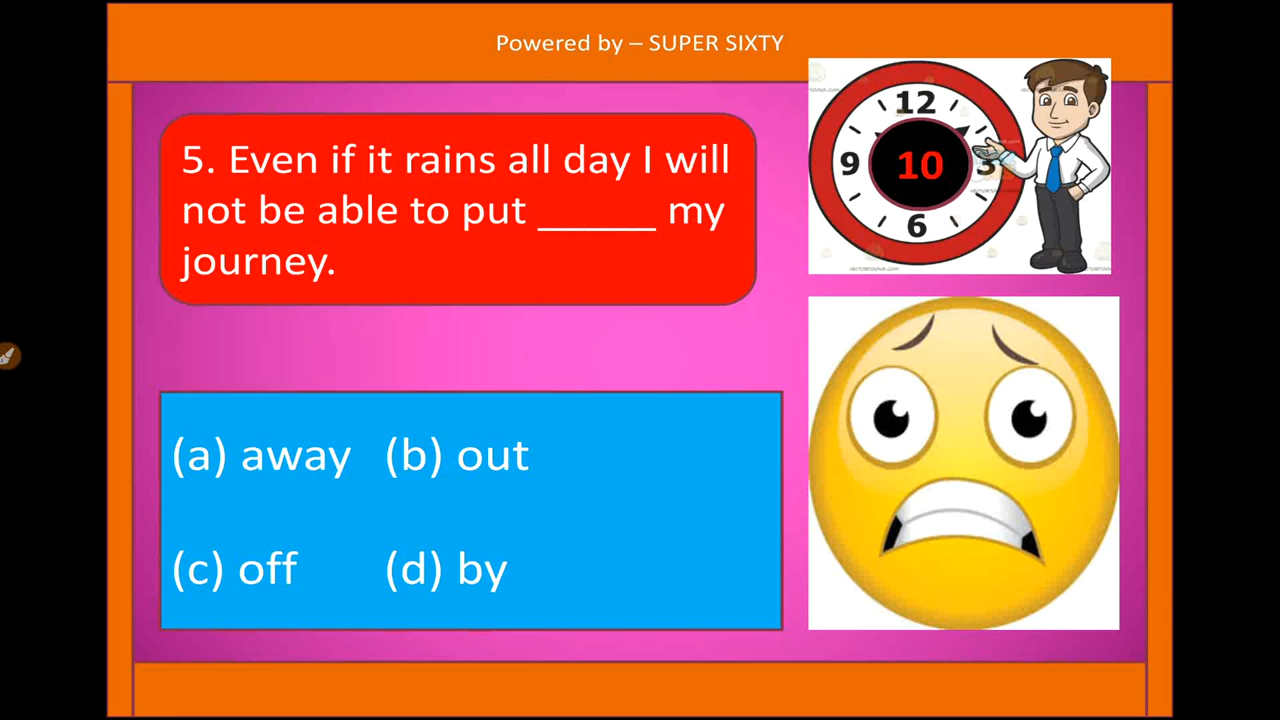 Powered by – SUPER SIXTY
5. Even if it rains all day I will
not be able to put ______ my
journey.
12
9
10
3
6
(a) away (b) out
(c) off (d) by